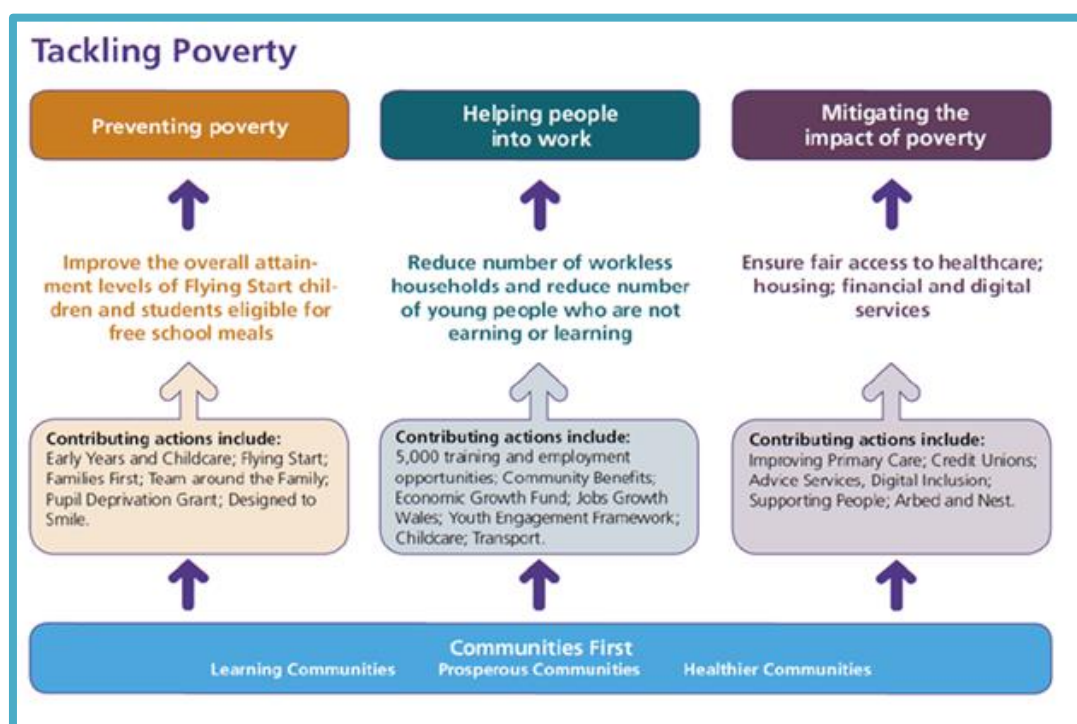 Tackling Poverty
Preventing poverty
Helping people
into work
Mitigating the
impact of poverty
Improve the overall attain-
ment levels of Flying Start chil-
dren and students eligible for
free school meals
Reduce number of workless
households and reduce number
of young people who are not
earning or learning
Ensure fair access to healthcare;
housing; financial and digital
services
Contributing actions include:
Early Years and Childcare; Flying Start;
Families First; Team around the Family;
Pupil Deprivation Grant; Designed to
Smile.
Contributing actions include:
5,000 training and employment
opportunities; Community Benefits;
Economic Growth Fund; Jobs Growth
Wales; Youth Engagement Framework;
Childcare; Transport.
Contributing actions include:
Improving Primary Care; Credit Unions;
Advice Services, Digital Inclusion;
Supporting People; Arbed and Nest.
Communities First
Learning Communities Prosperous Communities Healthier Communities